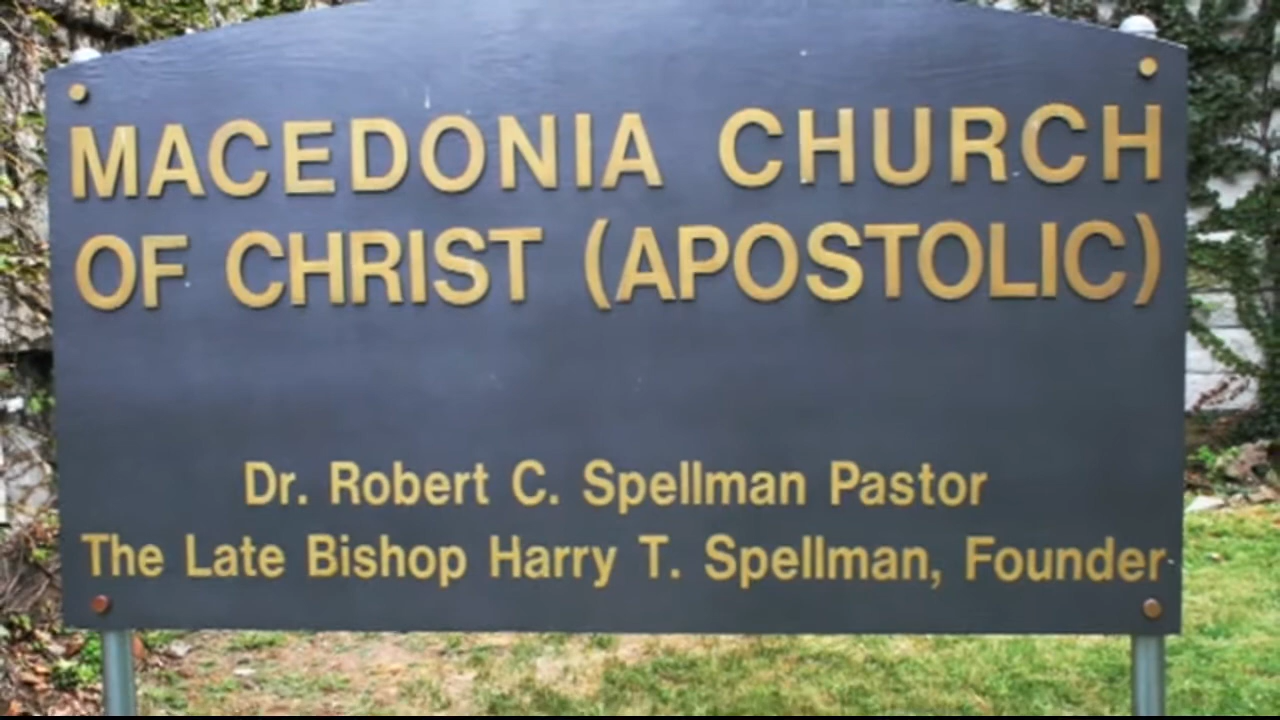 MACEDONIA CHURCH
OF CHRIST (APOSTOLIC)
Dr. Robert C. Spellman Pastor
The Late Bishop Harry T. Spellman, Founder